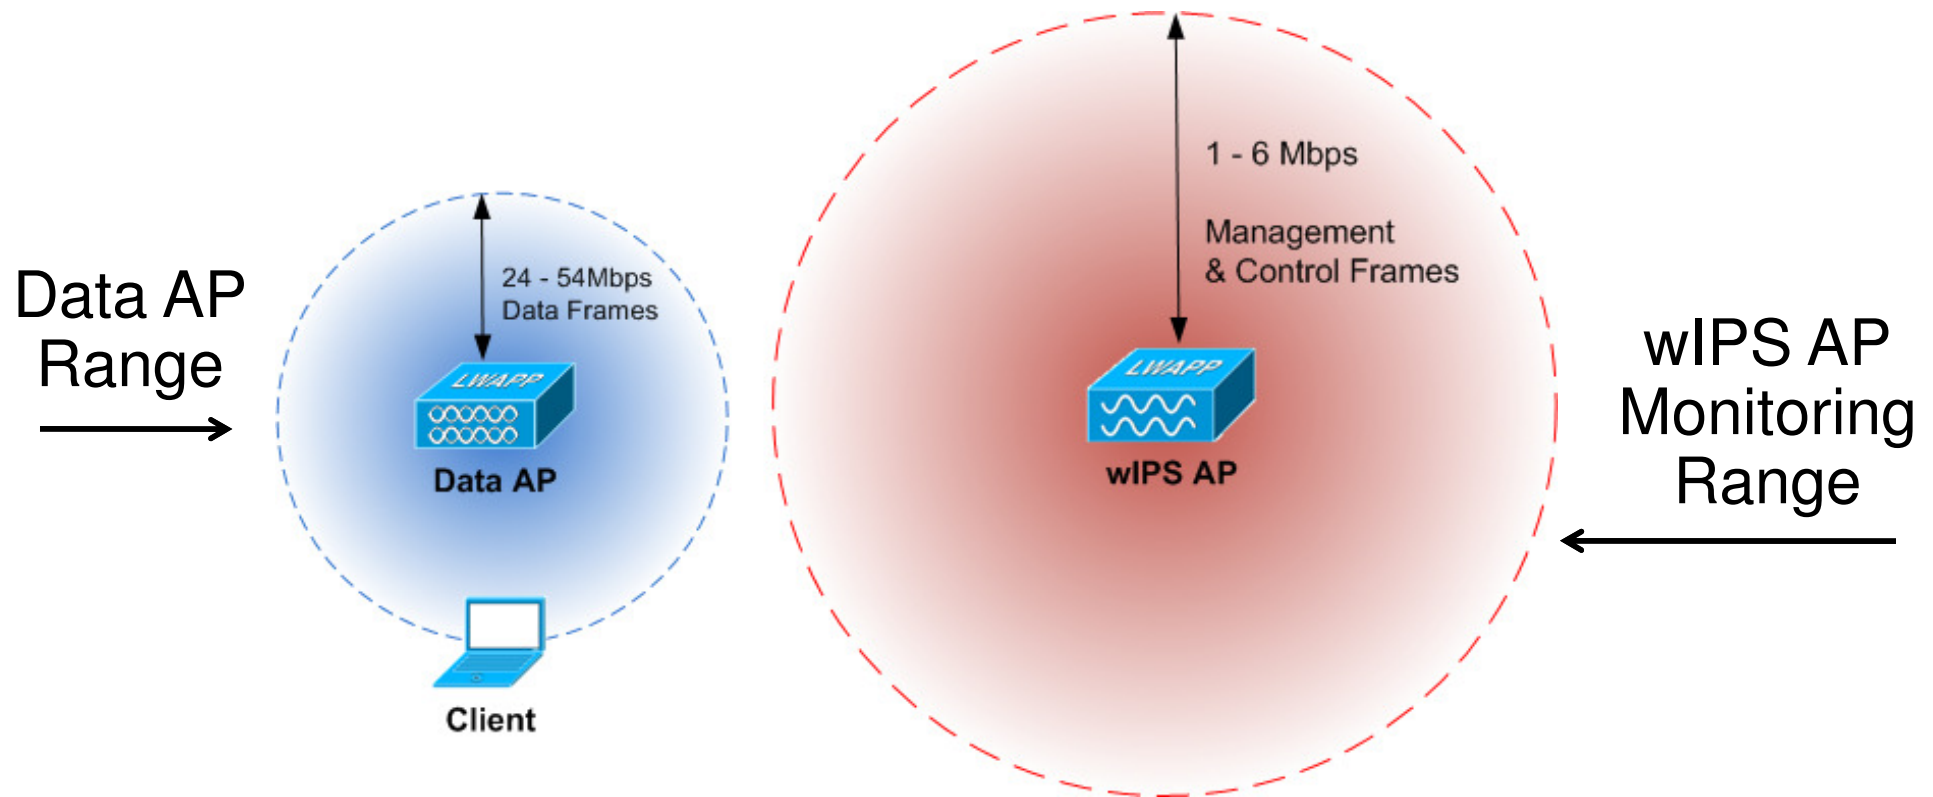 Data AP
Range
24 - 54Mbps
Data Frames
LWAPP
Data AP
Client
1 - 6 Mbps
Management
& Control Frames
LWAPP
wIPS AP
wIPS AP
Monitoring
Range